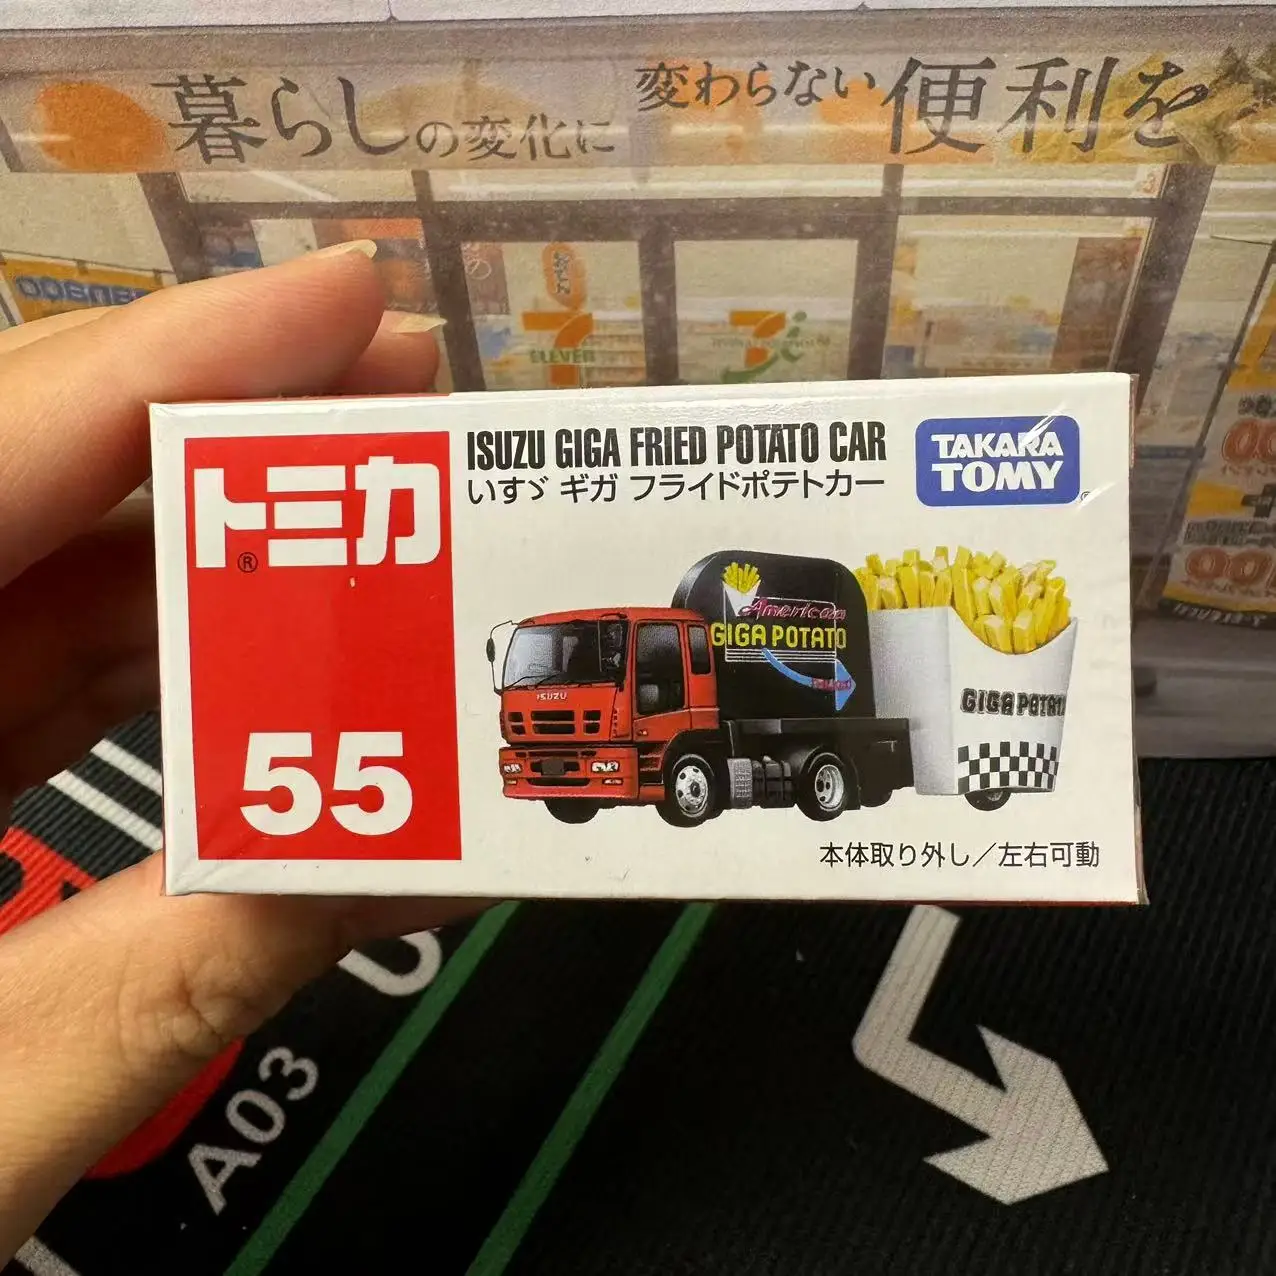 暮らしの変化に
変わらない便利を
ELEVEN
トミカ
®
55
ISUZU GIGA FRIED POTATO CAR
いすゞ ギガ フライドポテトカー
TAKARA
TOMY
American
GIGA POTATO
ISUZU
GIGA POTATO
本体取り外し/左右可動
A03